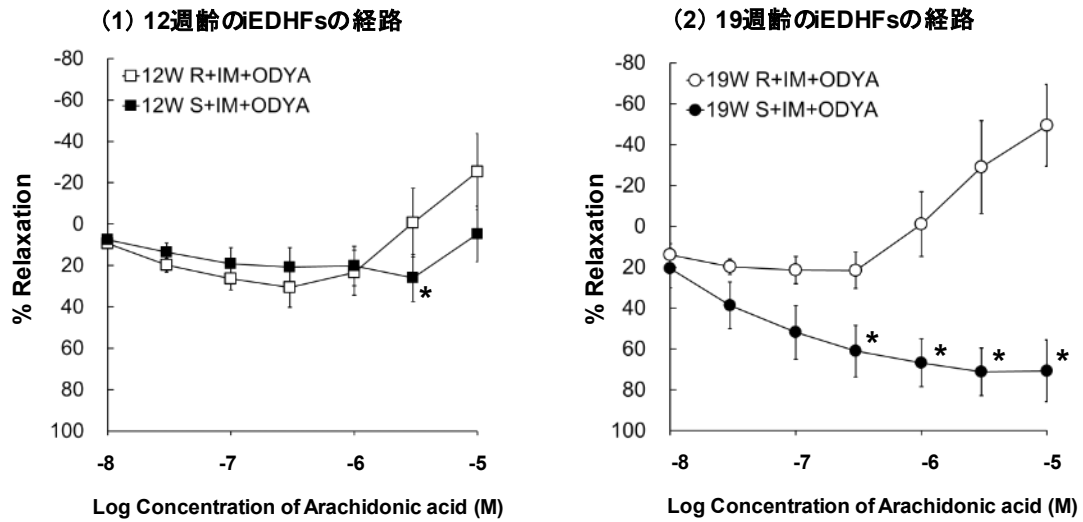 (1) 12週齢のiEDHFsの経路
-80
-60
-40
-20
0
20
40
60
80
100
% Relaxation
12W R+IM+ODYA
12W S+IM+ODYA
*
-8
-7
-6
-5
Log Concentration of Arachidonic acid (M)
(2) 19週齢のiEDHFsの経路
-80
-60
-40
-20
0
20
40
60
80
100
% Relaxation
19W R+IM+ODYA
19W S+IM+ODYA
* * * *
-8
-7
-6
-5
Log Concentration of Arachidonic acid (M)